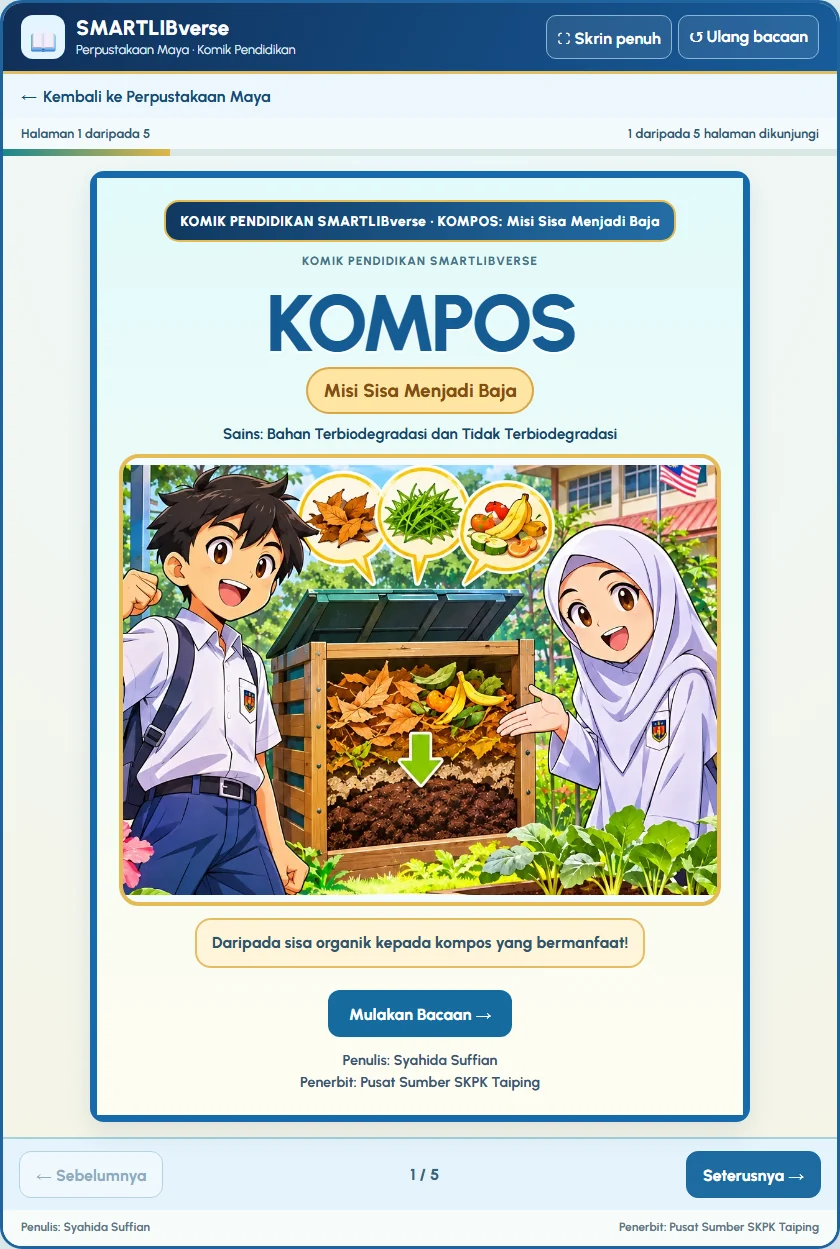 SMARTLIBverse
Perpustakaan Maya · Komik Pendidikan
Skrin penuh
↺ Ulang bacaan
← Kembali ke Perpustakaan Maya
Halaman 1 daripada 5
1 daripada 5 halaman dikunjungi
KOMIK PENDIDIKAN SMARTLIBverse · KOMPOS: Misi Sisa Menjadi Baja
KOMIK PENDIDIKAN SMARTLIBVERSE
KOMPOS
Misi Sisa Menjadi Baja
Sains: Bahan Terbiodegradasi dan Tidak Terbiodegradasi
Daripada sisa organik kepada kompos yang bermanfaat!
Mulakan Bacaan →
Penulis: Syahida Suffian
Penerbit: Pusat Sumber SKPK Taiping
← Sebelumnya
1 / 5
Seterusnya →
Penulis: Syahida Suffian
Penerbit: Pusat Sumber SKPK Taiping